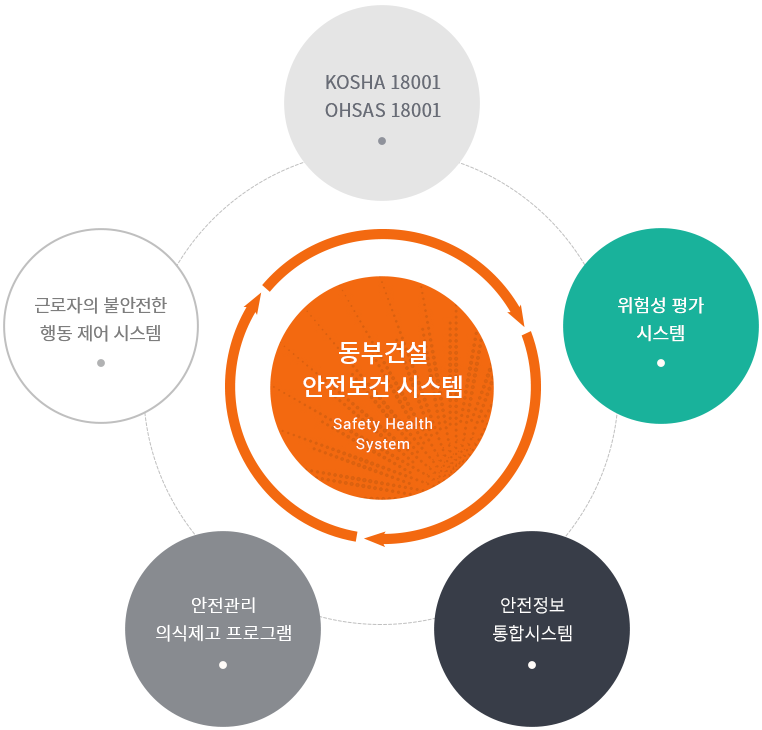 KOSHA 18001
OHSAS 18001
근로자의 불안전한
행동 제어 시스템
위험성 평가
시스템
동부건설
안전보건 시스템
Safety Health
System
안전관리
의식제고 프로그램
안전정보
통합시스템